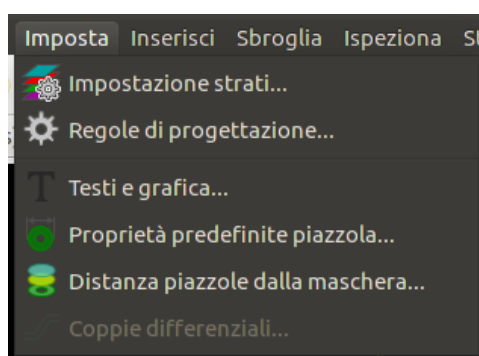 Imposta Inserisci Sbroglia Ispeziona
Impostazione strati...
Regole di progettazione...
Testi e grafica...
Proprietà predefinite piazzola...
Distanza piazzole dalla maschera...
Coppie differenziali...